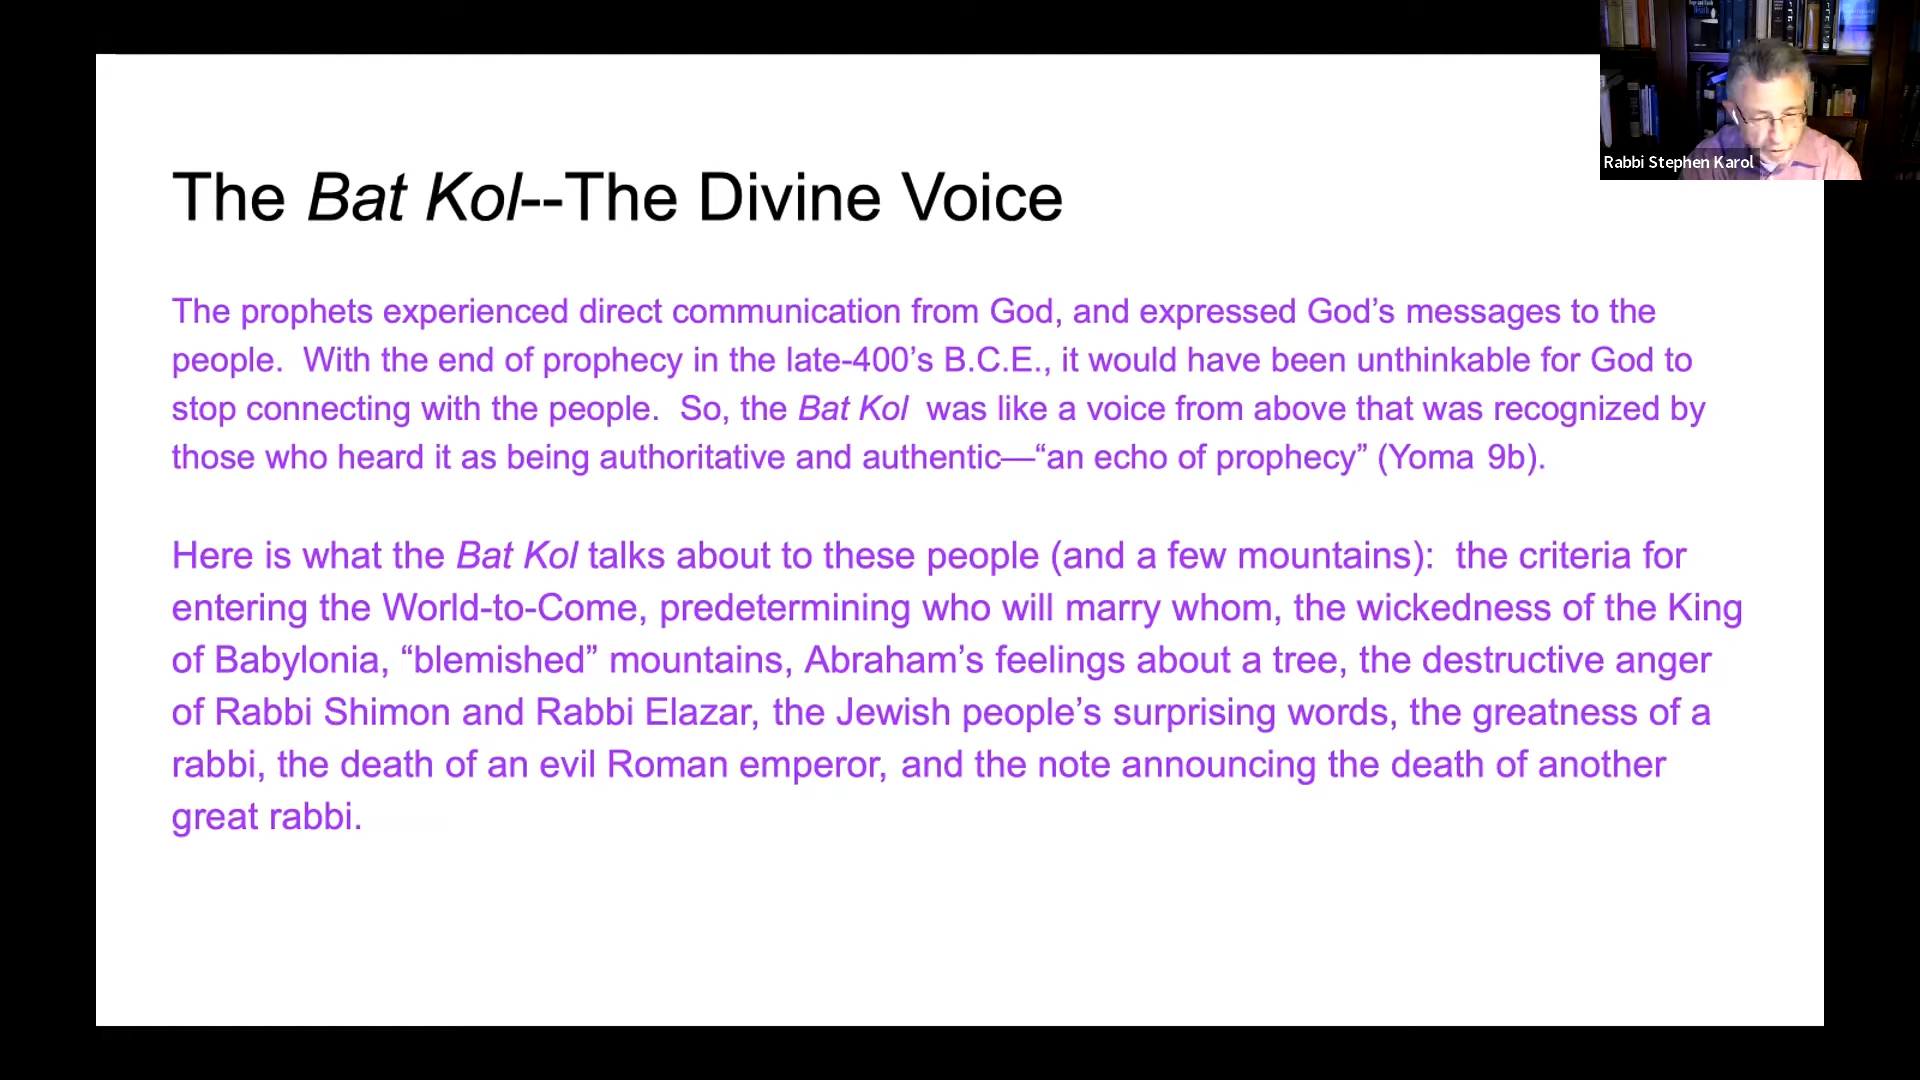 Rabbi Stephen Karol
The Bat Kol--The Divine Voice
The prophets experienced direct communication from God, and expressed God’s messages to the
people.  With the end of prophecy in the late-400’s B.C.E., it would have been unthinkable for God to
stop connecting with the people.  So, the Bat Kol  was like a voice from above that was recognized by
those who heard it as being authoritative and authentic—“an echo of prophecy” (Yoma 9b).
Here is what the Bat Kol talks about to these people (and a few mountains):  the criteria for
entering the World-to-Come, predetermining who will marry whom, the wickedness of the King
of Babylonia, “blemished” mountains, Abraham’s feelings about a tree, the destructive anger
of Rabbi Shimon and Rabbi Elazar, the Jewish people’s surprising words, the greatness of a
rabbi, the death of an evil Roman emperor, and the note announcing the death of another
great rabbi.